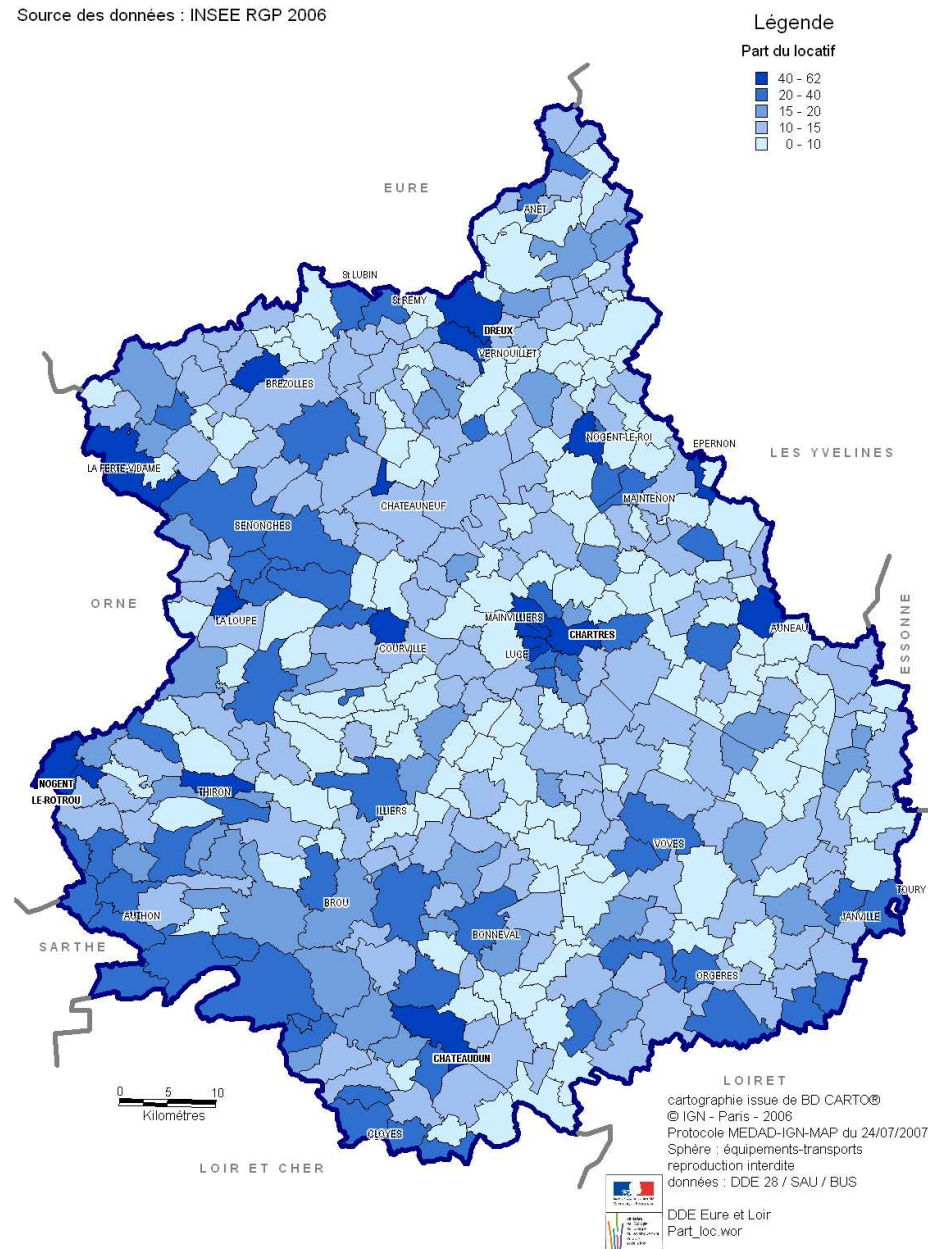 Source des données : INSEE RGP 2006
Légende
Part du locatif
40 - 62
20 - 40
15 - 20
10 - 15
0 - 10
EURE
ANET
St LUBIN
St REMY
DREUX
VERNOUILLET
BREZOLLES
NOGENT-LE-ROI
EPERNON
LES YVELINES
LA FERTE-VIDAME
MAINTENON
CHATEAUNEUF
SENONCHES
ORNE
ESSONNE
MAINVILLIERS
LA LOUPE
CHARTRES
AUNEAU
COURVILLE
LUCE
NOGENT
LE-ROTROU
THIRON
ILLIERS
VOVES
BROU
TOURY
AUTHON
JANVILLE
BONNEVAL
SARTHE
ORGERES
CHATEAUDUN
LOIRET
0 5 10
Kilométres
CLOYES
LOIR ET CHER
cartographie issue de BD CARTO®
© IGN - Paris - 2006
Protocole MEDAD-IGN-MAP du 24/07/2007
Sphère : équipements-transports
reproduction interdite
données : DDE 28 / SAU / BUS
DDE Eure et Loir
Part_loc.wor